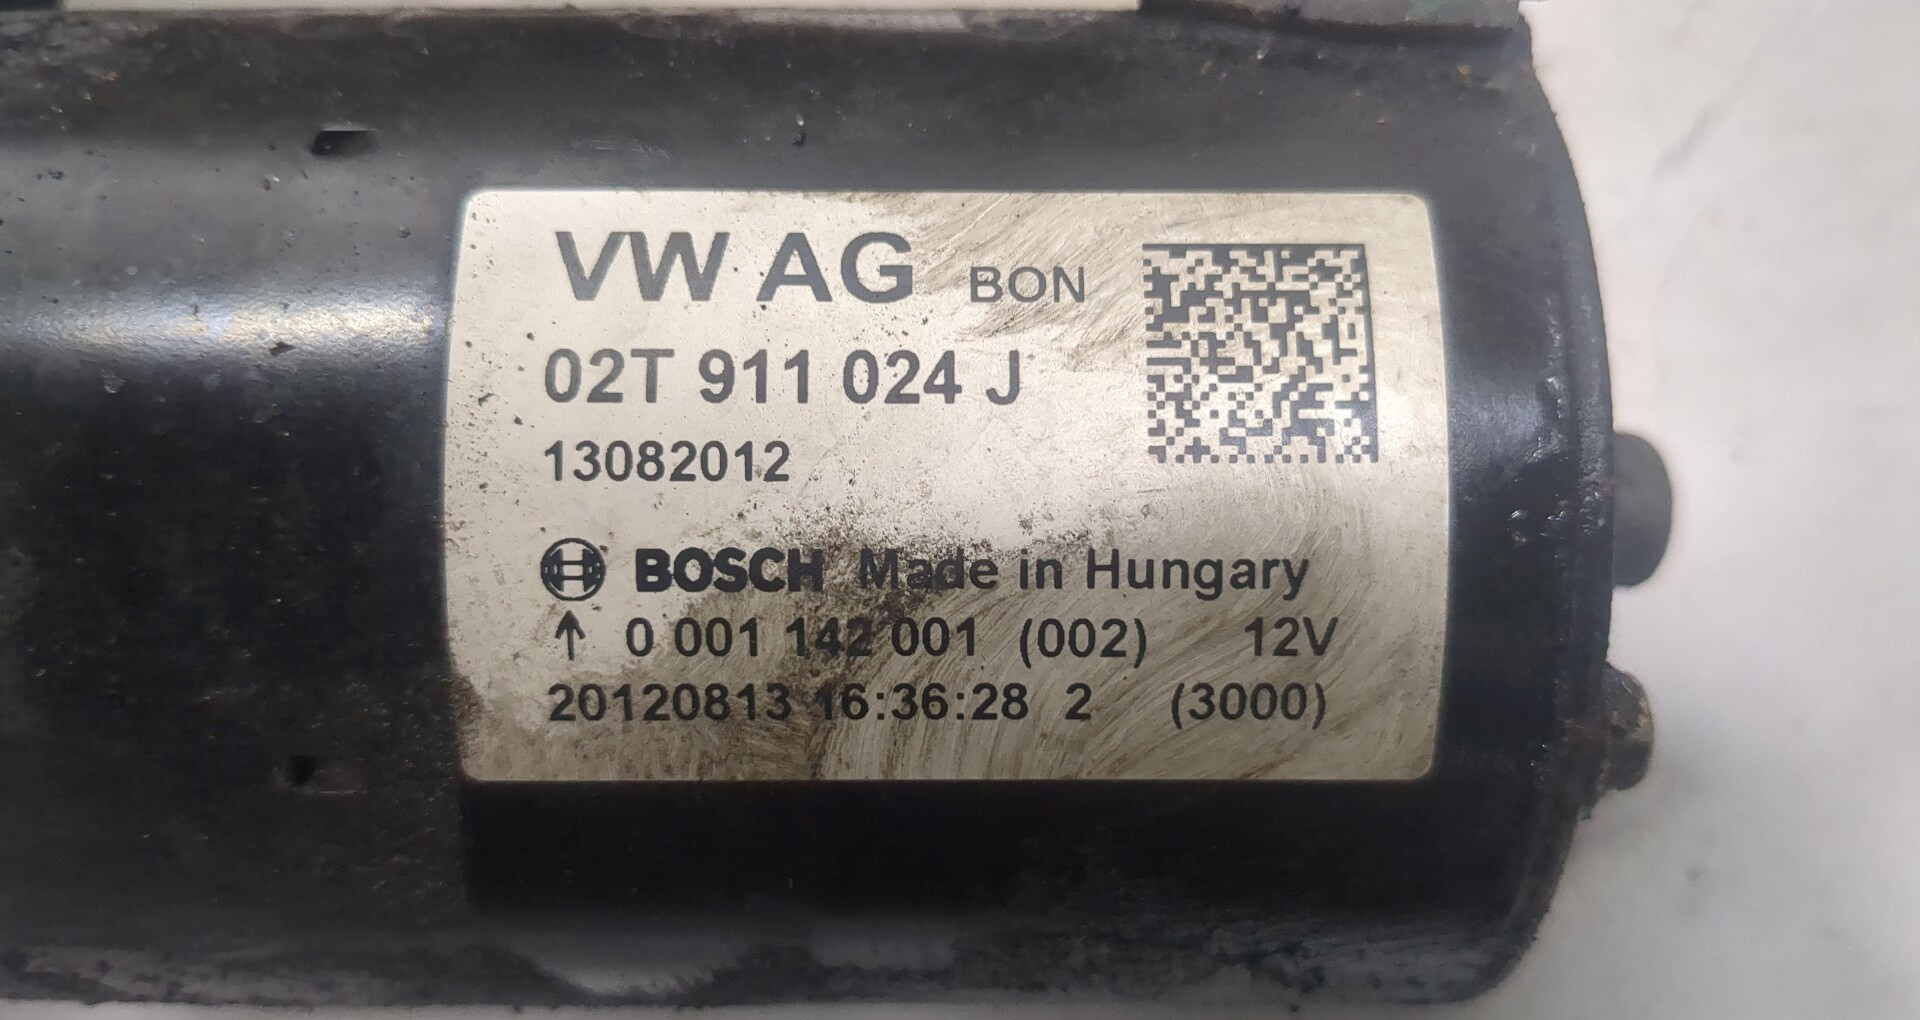 VW AG BON
02T 911 024 J
13082012
BOSCH Made in Hungary
↑ 0 001 142 001 (002) 12V
20120813 16:36:28 2 (3000)